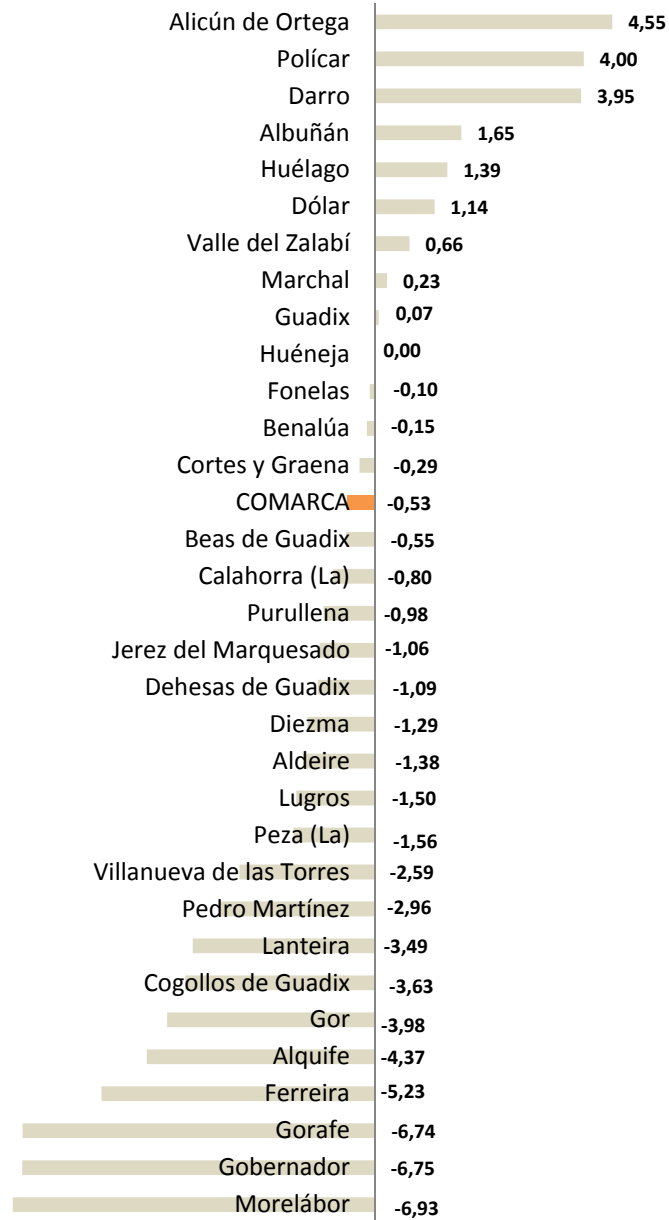 Alicún de Ortega 4,55
Polícar 4,00
Darro 3,95
Albuñán 1,65
Huélago 1,39
Dólar 1,14
Valle del Zalabí 0,66
Marchal 0,23
Guadix 0,07
Huéneja 0,00
Fonelas -0,10
Benalúa -0,15
Cortes y Graena -0,29
COMARCA -0,53
Beas de Guadix -0,55
Calahorra (La) -0,80
Purullena -0,98
Jerez del Marquesado -1,06
Dehesas de Guadix -1,09
Diezma -1,29
Aldeire -1,38
Lugros -1,50
Peza (La) -1,56
Villanueva de las Torres -2,59
Pedro Martínez -2,96
Lanteira -3,49
Cogollos de Guadix -3,63
Gor -3,98
Alquife -4,37
Ferreira -5,23
Gorafe -6,74
Gobernador -6,75
Morelábor -6,93